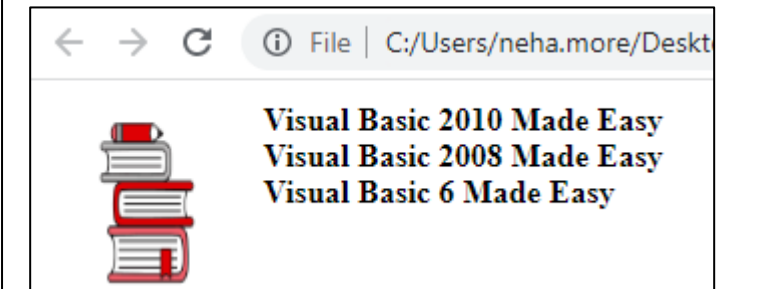 File | C:/Users/neha.more/Deskt
Visual Basic 2010 Made Easy
Visual Basic 2008 Made Easy
Visual Basic 6 Made Easy